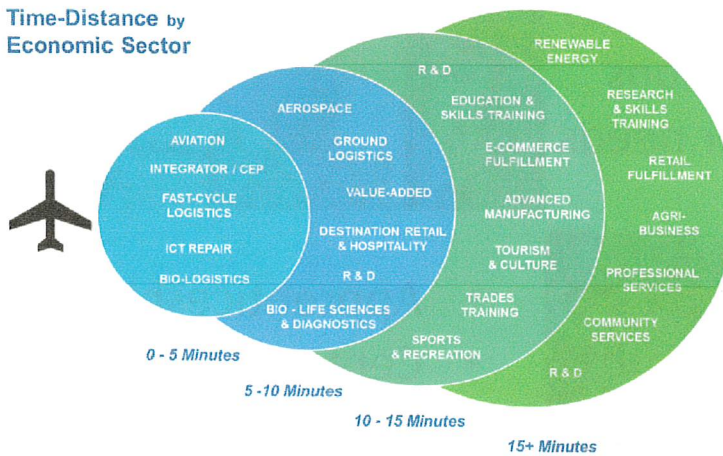 Time-Distance by
Economic Sector
AVIATION
INTEGRATOR / CEP
FAST-CYCLE
LOGISTICS
ICT REPAIR
BIO-LOGISTICS
0 - 5 Minutes
AEROSPACE
GROUND
LOGISTICS
VALUE-ADDED
DESTINATION RETAIL
& HOSPITALITY
R & D
BIO - LIFE SCIENCES
& DIAGNOSTICS
5 -10 Minutes
R & D
EDUCATION &
SKILLS TRAINING
E-COMMERCE
FULFILLMENT
ADVANCED
MANUFACTURING
TOURISM
& CULTURE
TRADES
TRAINING
SPORTS
& RECREATION
10 - 15 Minutes
RENEWABLE
ENERGY
RESEARCH
& SKILLS
TRAINING
RETAIL
FULFILLMENT
AGRI-
BUSINESS
PROFESSIONAL
SERVICES
COMMUNITY
SERVICES
R & D
15+ Minutes